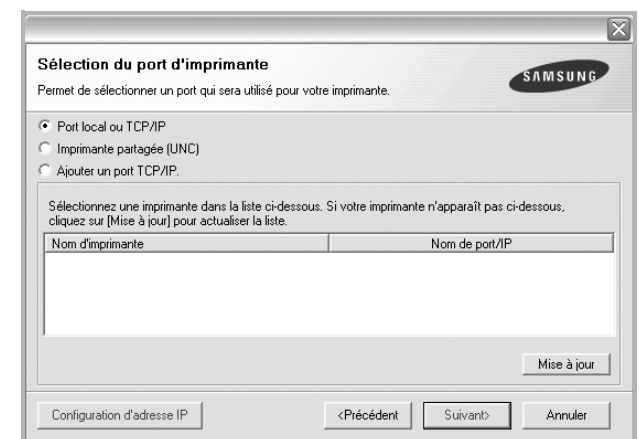 Sélection du port d'imprimante
Permet de sélectionner un port qui sera utilisé pour votre imprimante.
SAMSUNG
Port local ou TCP/IP
Imprimante partagée (UNC)
Ajouter un port TCP/IP.
Sélectionnez une imprimante dans la liste ci-dessous. Si votre imprimante n'apparaît pas ci-dessous,
cliquez sur [Mise à jour] pour actualiser la liste.
Nom d'imprimante Nom de port/IP
Mise à jour
Configuration d'adresse IP <Précédent Suivant> Annuler